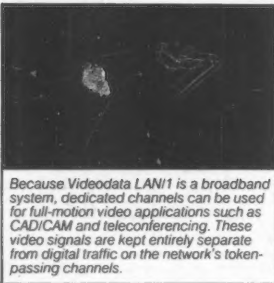 Because Videodata LAN/1 is a broadband
system, dedicated channels can be used
for full-motion video applications such as
CAD/CAM and teleconferencing. These
video signals are kept entirely separate
from digital traffic on the network's token-
passing channels.